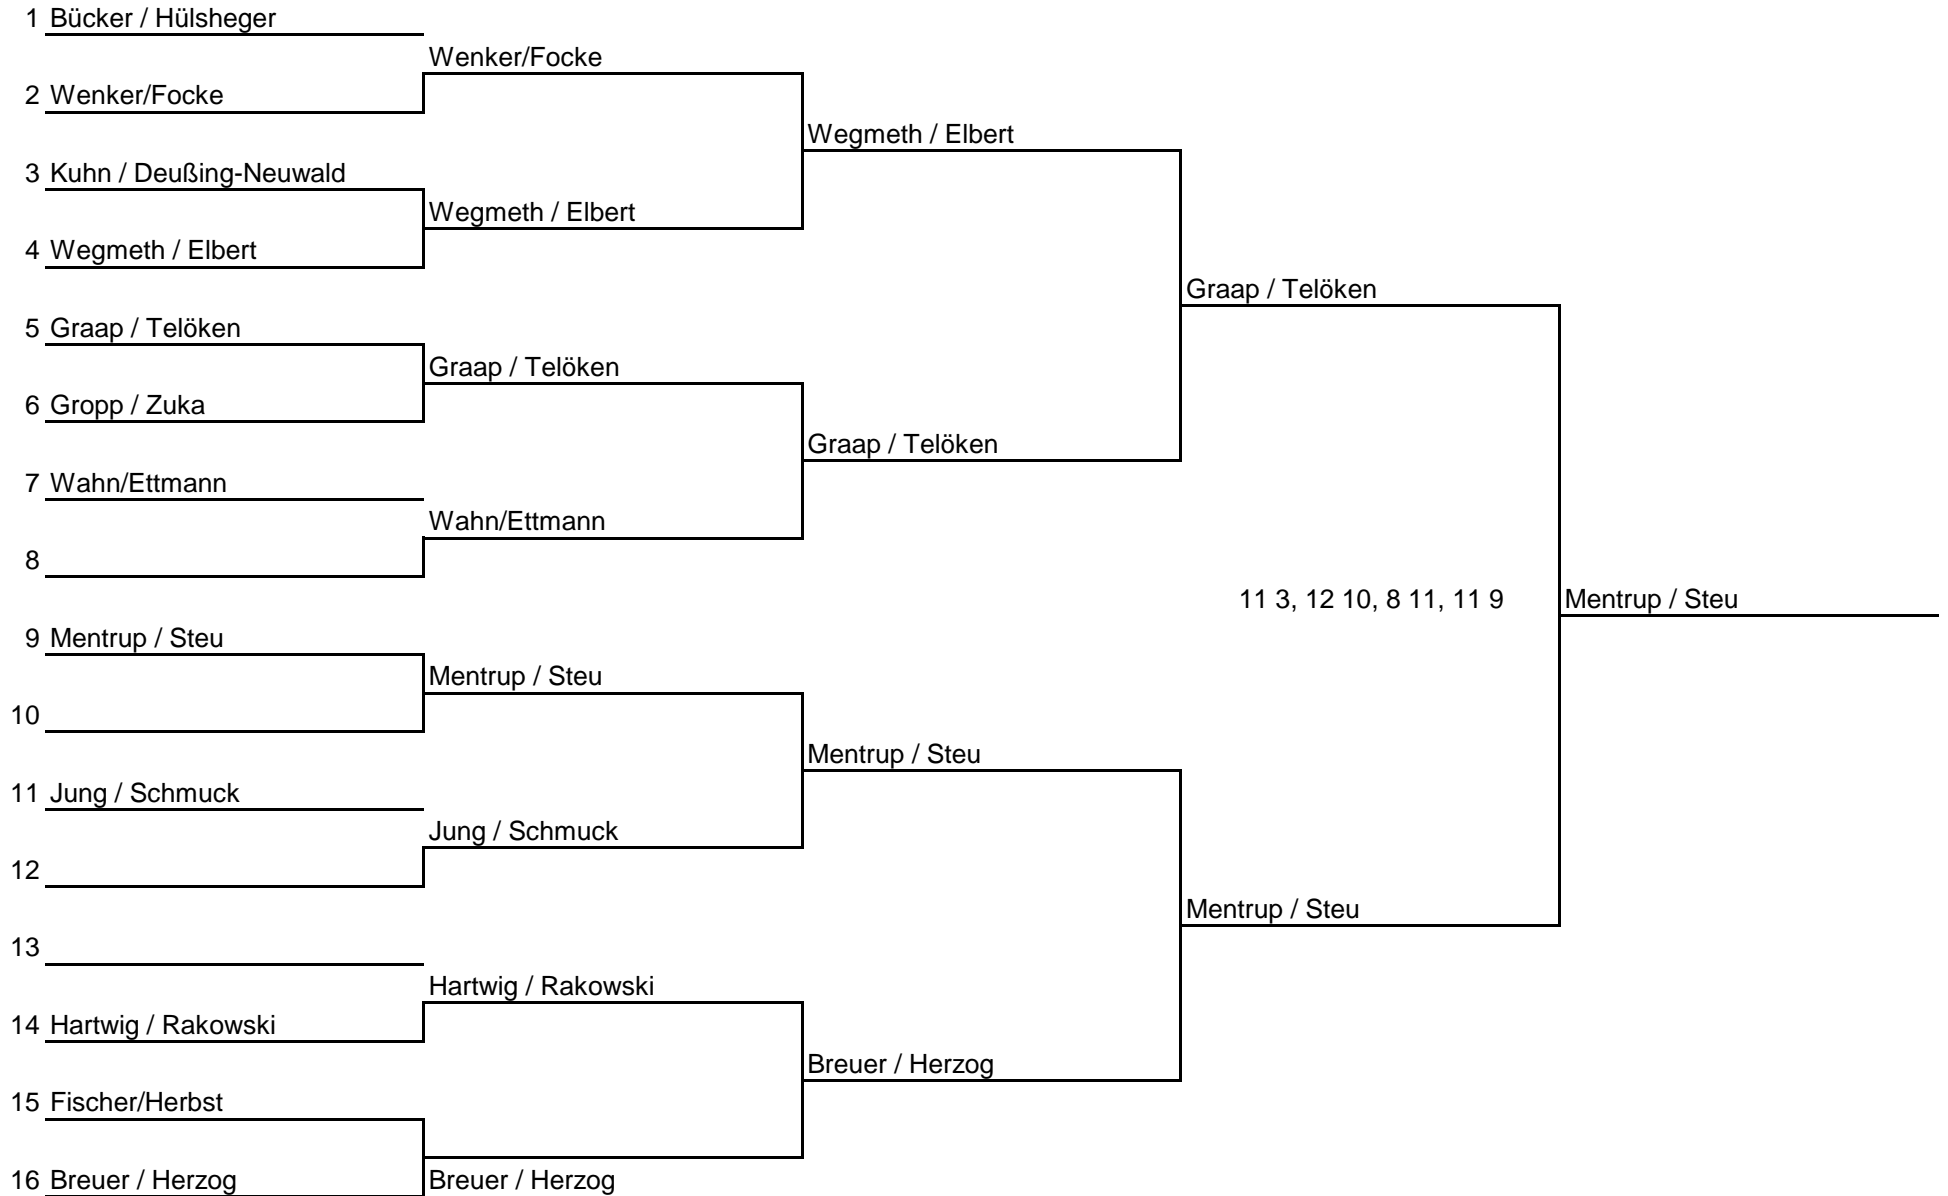 1 Bücker / Hülsheger
Wenker/Focke
2 Wenker/Focke
Wegmeth / Elbert
3 Kuhn / Deußing-Neuwald
Wegmeth / Elbert
4 Wegmeth / Elbert
Graap / Telöken
5 Graap / Telöken
Graap / Telöken
6 Gropp / Zuka
Graap / Telöken
7 Wahn/Ettmann
Wahn/Ettmann
8
11 3, 12 10, 8 11, 11 9 Mentrup / Steu
9 Mentrup / Steu
Mentrup / Steu
10
Mentrup / Steu
11 Jung / Schmuck
Jung / Schmuck
12
Mentrup / Steu
13
Hartwig / Rakowski
14 Hartwig / Rakowski
Breuer / Herzog
15 Fischer/Herbst
16 Breuer / Herzog Breuer / Herzog